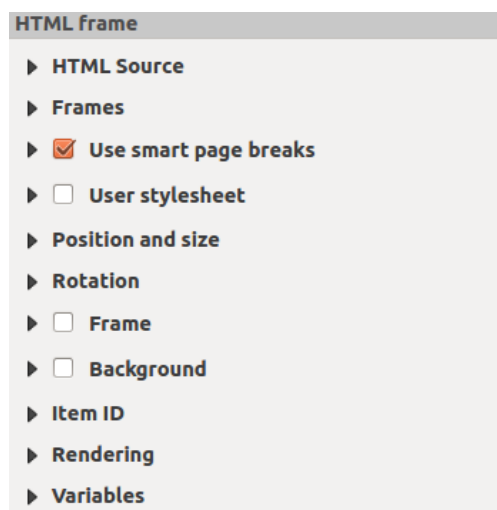 HTML frame
HTML Source
Frames
Use smart page breaks
User stylesheet
Position and size
Rotation
Frame
Background
Item ID
Rendering
Variables